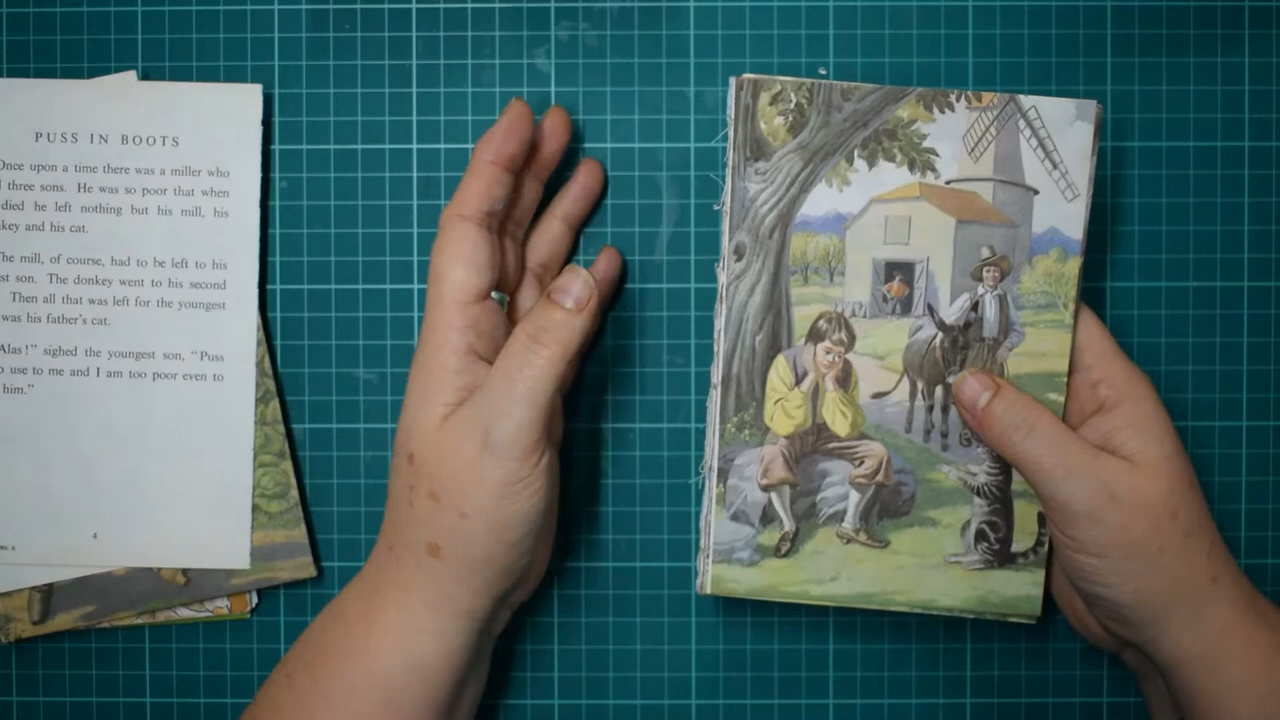 PUSS IN BOOTS
Once upon a time there was a miller who
three sons. He was so poor that when
died he left nothing but his mill, his
key and his cat.
The mill, of course, had to be left to his
st son. The donkey went to his second
Then all that was left for the youngest
was his father's cat.
Alas!" sighed the youngest son, "Puss
use to me and I am too poor even to
him."
4